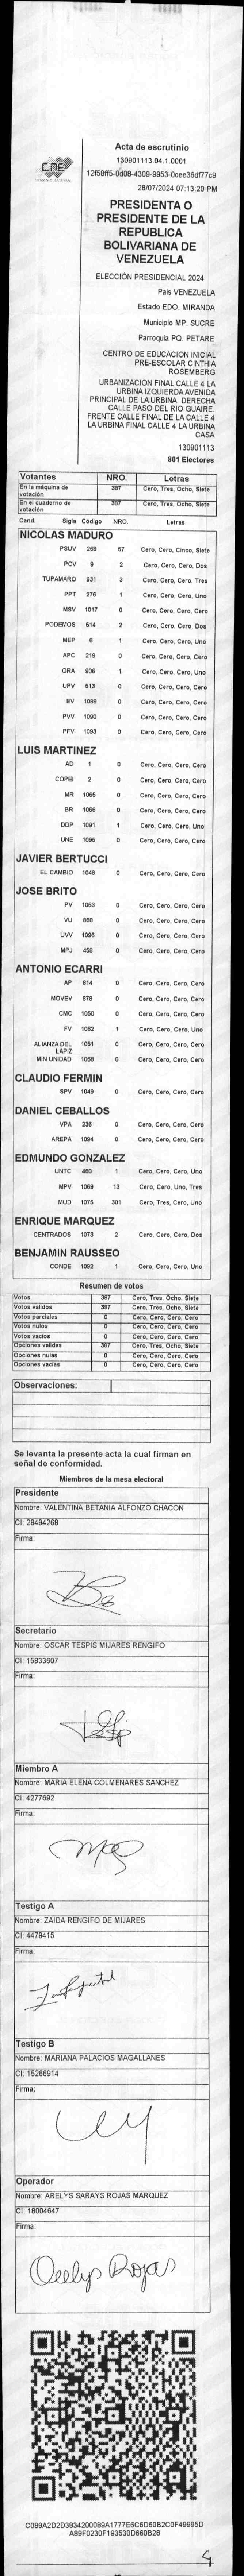 CNE
Acta de escrutinio
130901113.04.1.0001
12f58ff5-0d08-4309-9953-0cee36df77c9
28/07/2024 07:13:20 PM
PRESIDENTA O
PRESIDENTE DE LA
REPUBLICA
BOLIVARIANA DE
VENEZUELA
ELECCIÓN PRESIDENCIAL 2024
Pais VENEZUELA
Estado EDO. MIRANDA
Municipio MP. SUCRE
Parroquia PQ. PETARE
CENTRO DE EDUCACION INICIAL
PRE-ESCOLAR CINTHIA
ROSEMBERG
URBANIZACION FINAL CALLE 4 LA
URBINA IZQUIERDA AVENIDA
PRINCIPAL DE LA URBINA. DERECHA
CALLE PASO DEL RIO GUAIRE.
FRENTE CALLE FINAL DE LA CALLE 4
LA URBINA FINAL CALLE 4 LA URBINA
CASA
130901113
801 Electores
Votantes NRO. Letras
En la máquina de votación 387 Cero, Tres, Ocho, Siete
En el cuaderno de votación 387 Cero, Tres, Ocho, Siete
Cand. Sigla Código NRO. Letras
NICOLAS MADURO
PSUV 269 57 Cero, Cero, Cinco, Siete
PCV 9 2 Cero, Cero, Cero, Dos
TUPAMARO 931 3 Cero, Cero, Cero, Tres
PPT 276 1 Cero, Cero, Cero, Uno
MSV 1017 0 Cero, Cero, Cero, Cero
PODEMOS 514 2 Cero, Cero, Cero, Dos
MEP 6 1 Cero, Cero, Cero, Uno
APC 219 0 Cero, Cero, Cero, Cero
ORA 906 1 Cero, Cero, Cero, Uno
UPV 513 0 Cero, Cero, Cero, Cero
EV 1089 0 Cero, Cero, Cero, Cero
PVV 1090 0 Cero, Cero, Cero, Cero
PFV 1093 0 Cero, Cero, Cero, Cero
LUIS MARTINEZ
AD 1 0 Cero, Cero, Cero, Cero
COPEI 2 0 Cero, Cero, Cero, Cero
MR 1065 0 Cero, Cero, Cero, Cero
BR 1066 0 Cero, Cero, Cero, Cero
DDP 1091 1 Cero, Cero, Cero, Uno
UNE 1095 0 Cero, Cero, Cero, Cero
JAVIER BERTUCCI
EL CAMBIO 1048 0 Cero, Cero, Cero, Cero
JOSE BRITO
PV 1053 0 Cero, Cero, Cero, Cero
VU 868 0 Cero, Cero, Cero, Cero
UVV 1096 0 Cero, Cero, Cero, Cero
MPJ 456 0 Cero, Cero, Cero, Cero
ANTONIO ECARRI
AP 814 0 Cero, Cero, Cero, Cero
MOVEV 878 0 Cero, Cero, Cero, Cero
CMC 1050 0 Cero, Cero, Cero, Cero
FV 1052 1 Cero, Cero, Cero, Uno
ALIANZA DEL LAPIZ 1051 0 Cero, Cero, Cero, Cero
MIN UNIDAD 1068 0 Cero, Cero, Cero, Cero
CLAUDIO FERMIN
SPV 1049 0 Cero, Cero, Cero, Cero
DANIEL CEBALLOS
VPA 236 0 Cero, Cero, Cero, Cero
AREPA 1094 0 Cero, Cero, Cero, Cero
EDMUNDO GONZALEZ
UNTC 460 1 Cero, Cero, Cero, Uno
MPV 1069 13 Cero, Cero, Uno, Tres
MUD 1075 301 Cero, Tres, Cero, Uno
ENRIQUE MARQUEZ
CENTRADOS 1073 2 Cero, Cero, Cero, Dos
BENJAMIN RAUSSEO
CONDE 1092 1 Cero, Cero, Cero, Uno
Resumen de votos
Votos 387 Cero, Tres, Ocho, Siete
Votos validos 387 Cero, Tres, Ocho, Siete
Votos parciales 0 Cero, Cero, Cero, Cero
Votos nulos 0 Cero, Cero, Cero, Cero
Votos vacios 0 Cero, Cero, Cero, Cero
Opciones validas 387 Cero, Tres, Ocho, Siete
Opciones nulas 0 Cero, Cero, Cero, Cero
Opciones vacias 0 Cero, Cero, Cero, Cero
Observaciones:
Se levanta la presente acta la cual firman en
señal de conformidad.
Miembros de la mesa electoral
Presidente
Nombre: VALENTINA BETANIA ALFONZO CHACON
CI: 28494268
Firma:
Secretario
Nombre: OSCAR TESPIS MIJARES RENGIFO
CI: 15833607
Firma:
Miembro A
Nombre: MARIA ELENA COLMENARES SANCHEZ
CI: 4277692
Firma:
Testigo A
Nombre: ZAIDA RENGIFO DE MIJARES
CI: 4479415
Firma:
Testigo B
Nombre: MARIANA PALACIOS MAGALLANES
CI: 15266914
Firma:
Operador
Nombre: ARELYS SARAYS ROJAS MARQUEZ
CI: 18004647
Firma:
Arelys Rojas
C089A2D2D3834200089A1777E6C6D60B2C0F49995D
A89F0230F193530D660B28